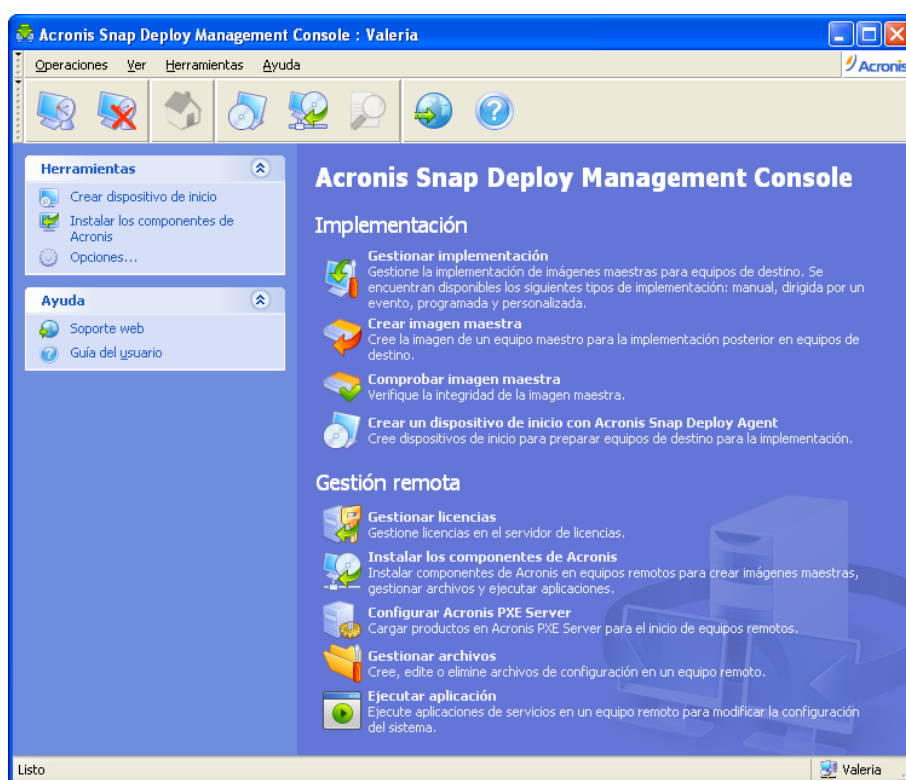 Acronis Snap Deploy Management Console : Valeria
Operaciones Ver Herramientas Ayuda
Acronis
Herramientas
Crear dispositivo de inicio
Instalar los componentes de
Acronis
Opciones...
Ayuda
Soporte web
Guía del usuario
Acronis Snap Deploy Management Console
Implementación
Gestionar implementación
Gestione la implementación de imágenes maestras para equipos de destino. Se
encuentran disponibles los siguientes tipos de implementación: manual, dirigida por un
evento, programada y personalizada.
Crear imagen maestra
Cree la imagen de un equipo maestro para la implementación posterior en equipos de
destino.
Comprobar imagen maestra
Verifique la integridad de la imagen maestra.
Crear un dispositivo de inicio con Acronis Snap Deploy Agent
Cree dispositivos de inicio para preparar equipos de destino para la implementación.
Gestión remota
Gestionar licencias
Gestione licencias en el servidor de licencias.
Instalar los componentes de Acronis
Instalar componentes de Acronis en equipos remotos para crear imágenes maestras,
gestionar archivos y ejecutar aplicaciones.
Configurar Acronis PXE Server
Cargar productos en Acronis PXE Server para el inicio de equipos remotos.
Gestionar archivos
Cree, edite o elimine archivos de configuración en un equipo remoto.
Ejecutar aplicación
Ejecute aplicaciones de servicios en un equipo remoto para modificar la configuración
del sistema.
Listo
Valeria